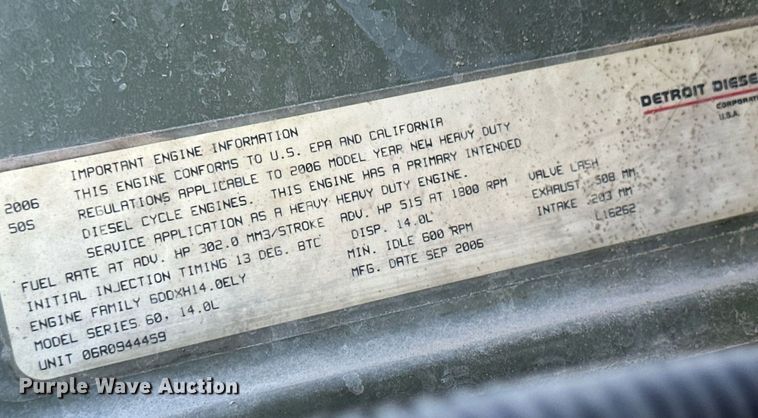 DETROIT DIESEL
CORPORATI
U.S.A.
2006
50S
IMPORTANT ENGINE INFORMATION
THIS ENGINE CONFORMS TO U.S. EPA AND CALIFORNIA
REGULATIONS APPLICABLE TO 2006 MODEL YEAR NEW HEAVY DUTY
DIESEL CYCLE ENGINES. THIS ENGINE HAS A PRIMARY INTENDED
SERVICE APPLICATION AS A HEAVY HEAVY DUTY ENGINE.
FUEL RATE AT ADV. HP 302.0 MM3/STROKE ADV. HP 515 AT 1800 RPM VALVE LASH
INITIAL INJECTION TIMING 13 DEG. BTC DISP. 14.0L EXHAUST .508 MM
ENGINE FAMILY 6DDXH14.0ELY MIN. IDLE 600 RPM INTAKE .203 MM
MODEL SERIES 60, 14.0L MFG. DATE SEP 2006 L16262
UNIT 06R0944459
Purple Wave Auction